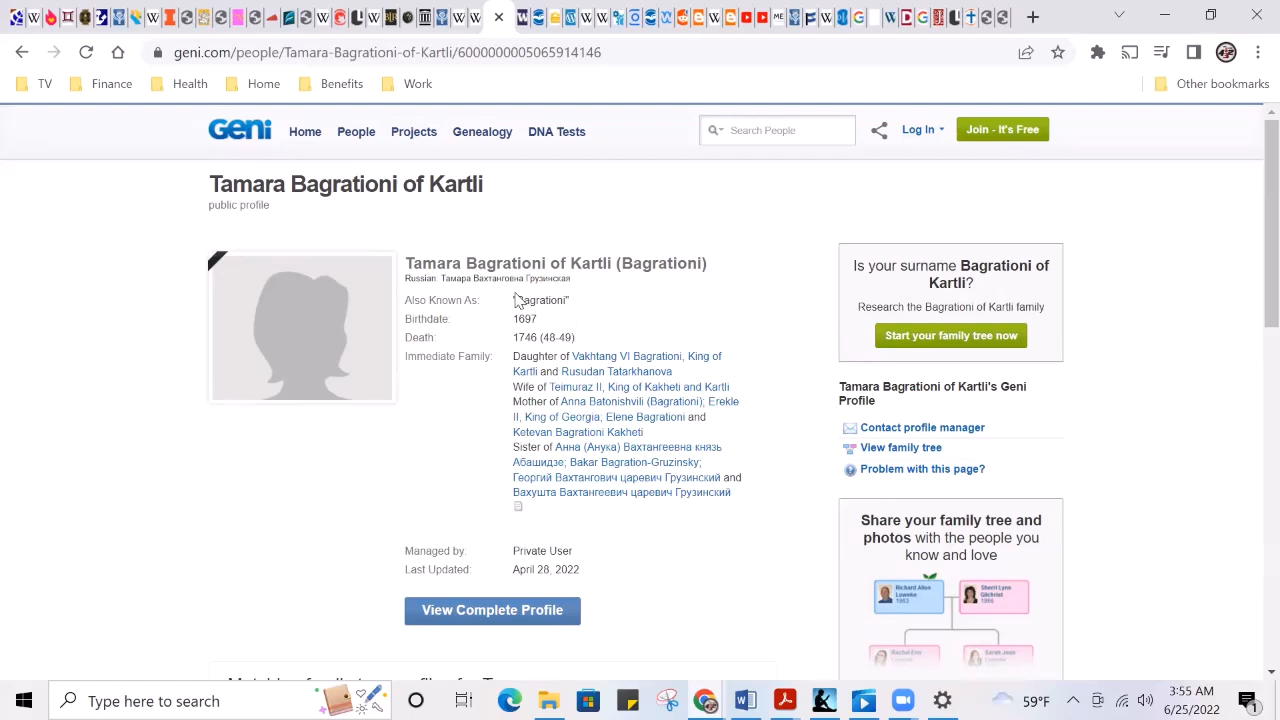 geni.com/people/Tamara-Bagrationi-of-Kartli/6000000005065914146
TV
Finance
Health
Home
Benefits
Work
Other bookmarks
Geni
Home
People
Projects
Genealogy
DNA Tests
Search People
Log In
Join - It's Free
Tamara Bagrationi of Kartli
public profile
Tamara Bagrationi of Kartli (Bagrationi)
Russian: Тамара Вахтанговна Грузинская
Also Known As:
"Bagrationi"
Birthdate:
1697
Death:
1746 (48-49)
Immediate Family:
Daughter of Vakhtang VI Bagrationi, King of
Kartli and Rusudan Tatarkhanova
Wife of Teimuraz II, King of Kakheti and Kartli
Mother of Anna Batonishvili (Bagrationi); Erekle
II, King of Georgia; Elene Bagrationi and
Ketevan Bagrationi Kakheti
Sister of Анна (Анука) Вахтангеевна князь
Абашидзе; Bakar Bagration-Gruzinsky;
Георгий Вахтангович царевич Грузинский and
Вахушта Вахтангеевич царевич Грузинский
Managed by:
Private User
Last Updated:
April 28, 2022
View Complete Profile
Is your surname Bagrationi of
Kartli?
Research the Bagrationi of Kartli family
Start your family tree now
Tamara Bagrationi of Kartli's Geni
Profile
Contact profile manager
View family tree
Problem with this page?
Share your family tree and
photos with the people you
know and love
Type here to search
59°F
3:55 AM
6/25/2022